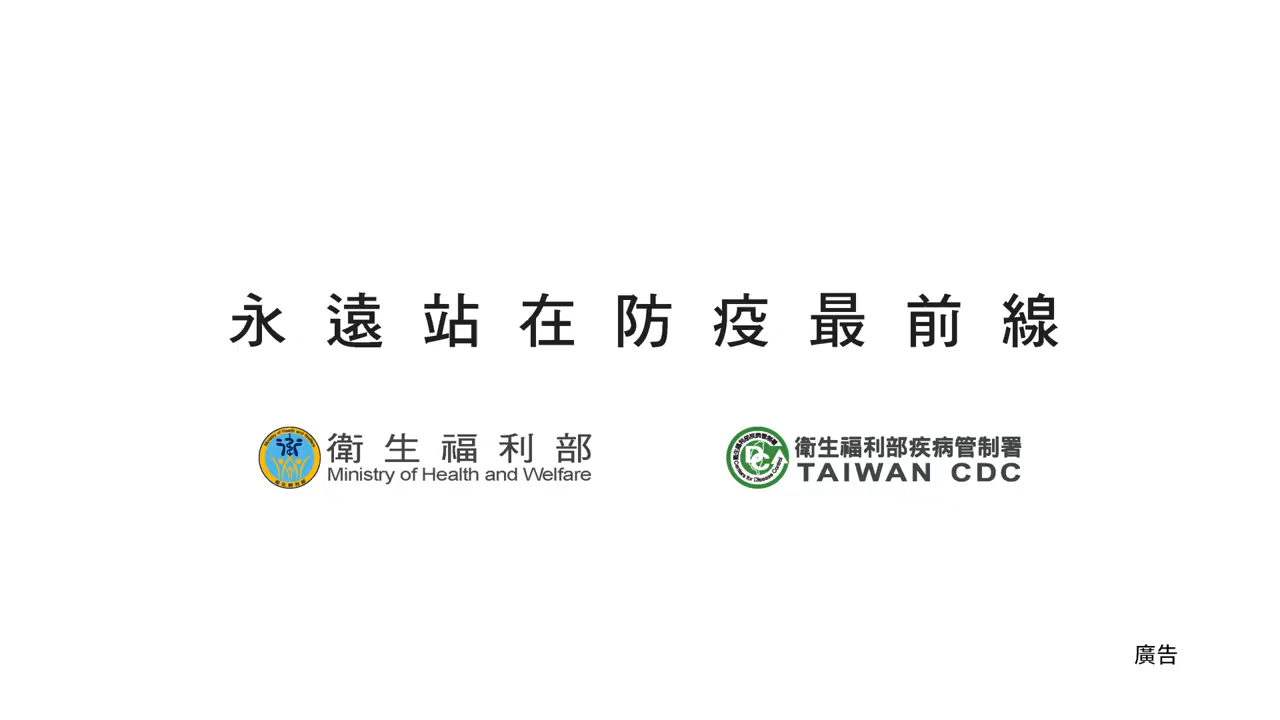 永遠站在防疫最前線
衛生福利部
Ministry of Health and Welfare
衛生福利部疾病管制署
TAIWAN CDC
廣告